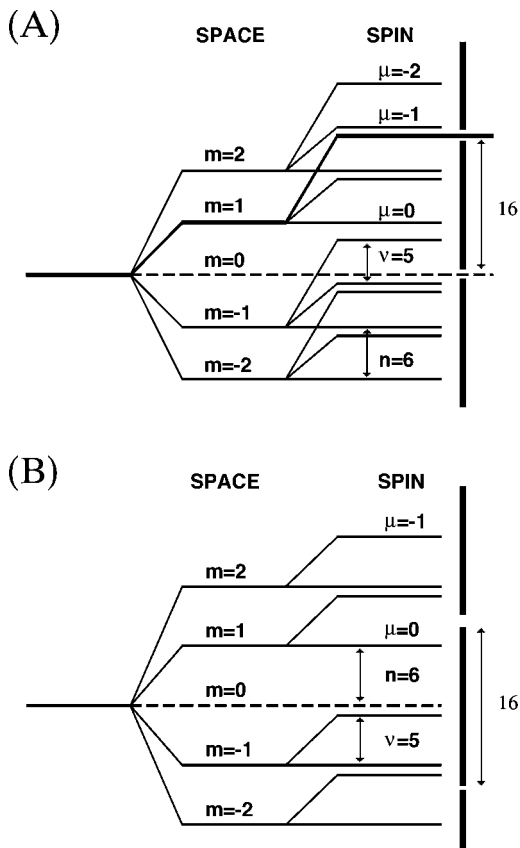 (A)
SPACE SPIN
μ=-2
μ=-1
m=2
16
m=1
μ=0
m=0
ν=5
m=-1
n=6
m=-2
(B)
SPACE SPIN
μ=-1
m=2
m=1
μ=0
n=6
m=0
16
ν=5
m=-1
m=-2